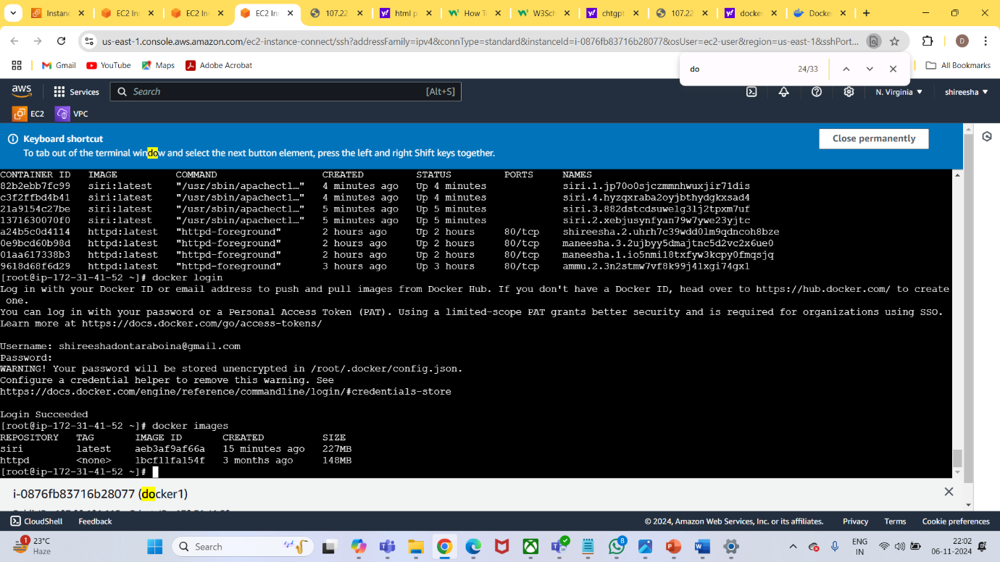 Instanc
EC2 In
EC2 In
EC2 In
107.22
html p
How T
W3Sch
chtgpt
107.22
docker
Docke
us-east-1.console.aws.amazon.com/ec2-instance-connect/ssh?addressFamily=ipv4&connType=standard&instanceId=i-0876fb83716b28077&osUser=ec2-user&region=us-east-1&sshPort...
D
Gmail YouTube Maps Adobe Acrobat
All Bookmarks
do 24/33
aws Services Search [Alt+S] N. Virginia ▼ shireesha ▼
EC2 VPC
Keyboard shortcut
To tab out of the terminal window and select the next button element, press the left and right Shift keys together.
Close permanently
CONTAINER ID IMAGE COMMAND CREATED STATUS PORTS NAMES
82b2ebb7fc99 siri:latest "/usr/sbin/apachectl…" 4 minutes ago Up 4 minutes siri.1.jp70o0sjczmmnhwuxjir71dis
c3f2ffbd4b41 siri:latest "/usr/sbin/apachectl…" 4 minutes ago Up 4 minutes siri.4.hyzqxraba2oyjbthydgkxsad4
21a9154c27be siri:latest "/usr/sbin/apachectl…" 5 minutes ago Up 5 minutes siri.3.882dstcdsuwelg3lj2tpxm7uf
1371630070f0 siri:latest "/usr/sbin/apachectl…" 5 minutes ago Up 5 minutes siri.2.xebjusynfyan79w7ywe23yjtc
a24b5c0d4114 httpd:latest "httpd-foreground" 2 hours ago Up 2 hours 80/tcp shireesha.2.uhrh7c39wdd0lm9qdncoh8bze
0e9bcd60b98d httpd:latest "httpd-foreground" 2 hours ago Up 2 hours 80/tcp maneesha.3.2ujbyy5dmajtnc5d2vc2x6ue0
01aa617338b3 httpd:latest "httpd-foreground" 2 hours ago Up 2 hours 80/tcp maneesha.1.io5nmi18txfyw3kcpy0fmqsjq
9618d68f6d29 httpd:latest "httpd-foreground" 3 hours ago Up 3 hours 80/tcp ammu.2.3n2stmw7vf8k99j41xgi74gx1
[root@ip-172-31-41-52 ~]# docker login
Log in with your Docker ID or email address to push and pull images from Docker Hub. If you don't have a Docker ID, head over to https://hub.docker.com/ to create
one.
You can log in with your password or a Personal Access Token (PAT). Using a limited-scope PAT grants better security and is required for organizations using SSO.
Learn more at https://docs.docker.com/go/access-tokens/
Username: shireeshadontaraboina@gmail.com
Password:
WARNING! Your password will be stored unencrypted in /root/.docker/config.json.
Configure a credential helper to remove this warning. See
https://docs.docker.com/engine/reference/commandline/login/#credentials-store
Login Succeeded
[root@ip-172-31-41-52 ~]# docker images
REPOSITORY TAG IMAGE ID CREATED SIZE
siri latest aeb3af9af66a 15 minutes ago 227MB
httpd <none> 1bcf11fa154f 3 months ago 148MB
[root@ip-172-31-41-52 ~]#
i-0876fb83716b28077 (docker1)
CloudShell Feedback © 2024, Amazon Web Services, Inc. or its affiliates. Privacy Terms Cookie preferences
1 23°C
Haze
Search
8
ENG
IN
22:02
06-11-2024